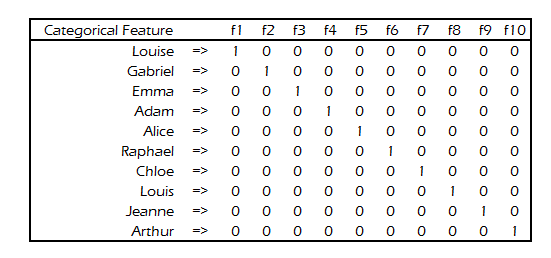 Categorical Feature f1 f2 f3 f4 f5 f6 f7 f8 f9 f10
Louise => 1 0 0 0 0 0 0 0 0 0
Gabriel => 0 1 0 0 0 0 0 0 0 0
Emma => 0 0 1 0 0 0 0 0 0 0
Adam => 0 0 0 1 0 0 0 0 0 0
Alice => 0 0 0 0 1 0 0 0 0 0
Raphael => 0 0 0 0 0 1 0 0 0 0
Chloe => 0 0 0 0 0 0 1 0 0 0
Louis => 0 0 0 0 0 0 0 1 0 0
Jeanne => 0 0 0 0 0 0 0 0 1 0
Arthur => 0 0 0 0 0 0 0 0 0 1